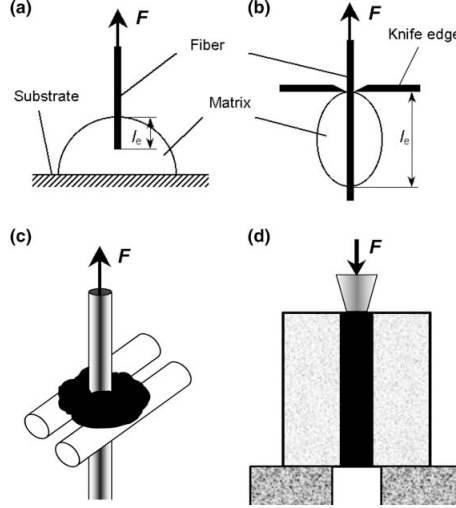 (a)
F
(b)
F
Fiber
Knife edge
Substrate
Matrix
le
le
(c)
F
(d)
F